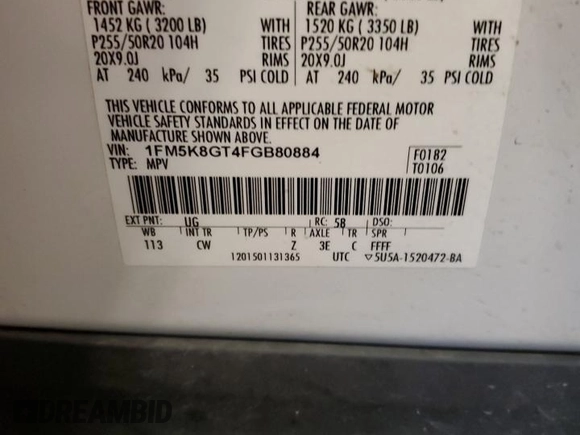 FRONT GAWR: REAR GAWR:
1452 KG ( 3200 LB) WITH 1520 KG ( 3350 LB) WITH
P255/50R20 104H TIRES P255/50R20 104H TIRES
20X9.0J RIMS 20X9.0J RIMS
AT 240 kPa/ 35 PSI COLD AT 240 kPa/ 35 PSI COLD
THIS VEHICLE CONFORMS TO ALL APPLICABLE FEDERAL MOTOR
VEHICLE SAFETY STANDARDS IN EFFECT ON THE DATE OF
MANUFACTURE SHOWN ABOVE.
VIN: 1FM5K8GT4FGB80884 F0182
TYPE: MPV T0106
EXT PNT: UG RC: 58 DSO:
WB INT TR TP/PS R AXLE TR SPR
113 CW Z 3E C FFFF
1201501131365 UTC ▽5U5A-1520472-BA
DREAMBID